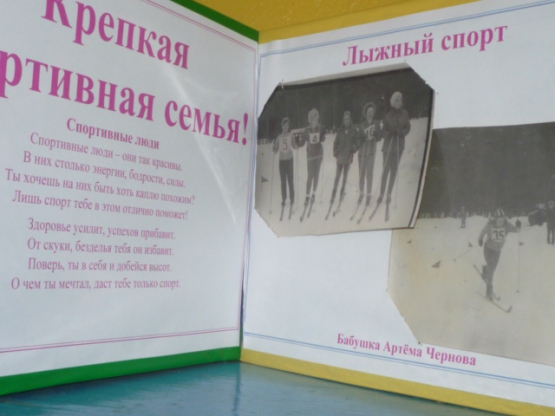 Крепкая
ртивная семья!
Спортивные люди
Спортивные люди – они так красивы.
В них столько энергии, бодрости, силы.
Ты хочешь на них быть хоть каплю похожим?
Лишь спорт тебе в этом отлично поможет!
Здоровье усилит, успехов прибавит,
От скуки, безделья тебя он избавит.
Поверь, ты в себя и добейся высот.
О чем ты мечтал, даст тебе только спорт.
Лыжный спорт
35
Бабушка Артёма Чернова